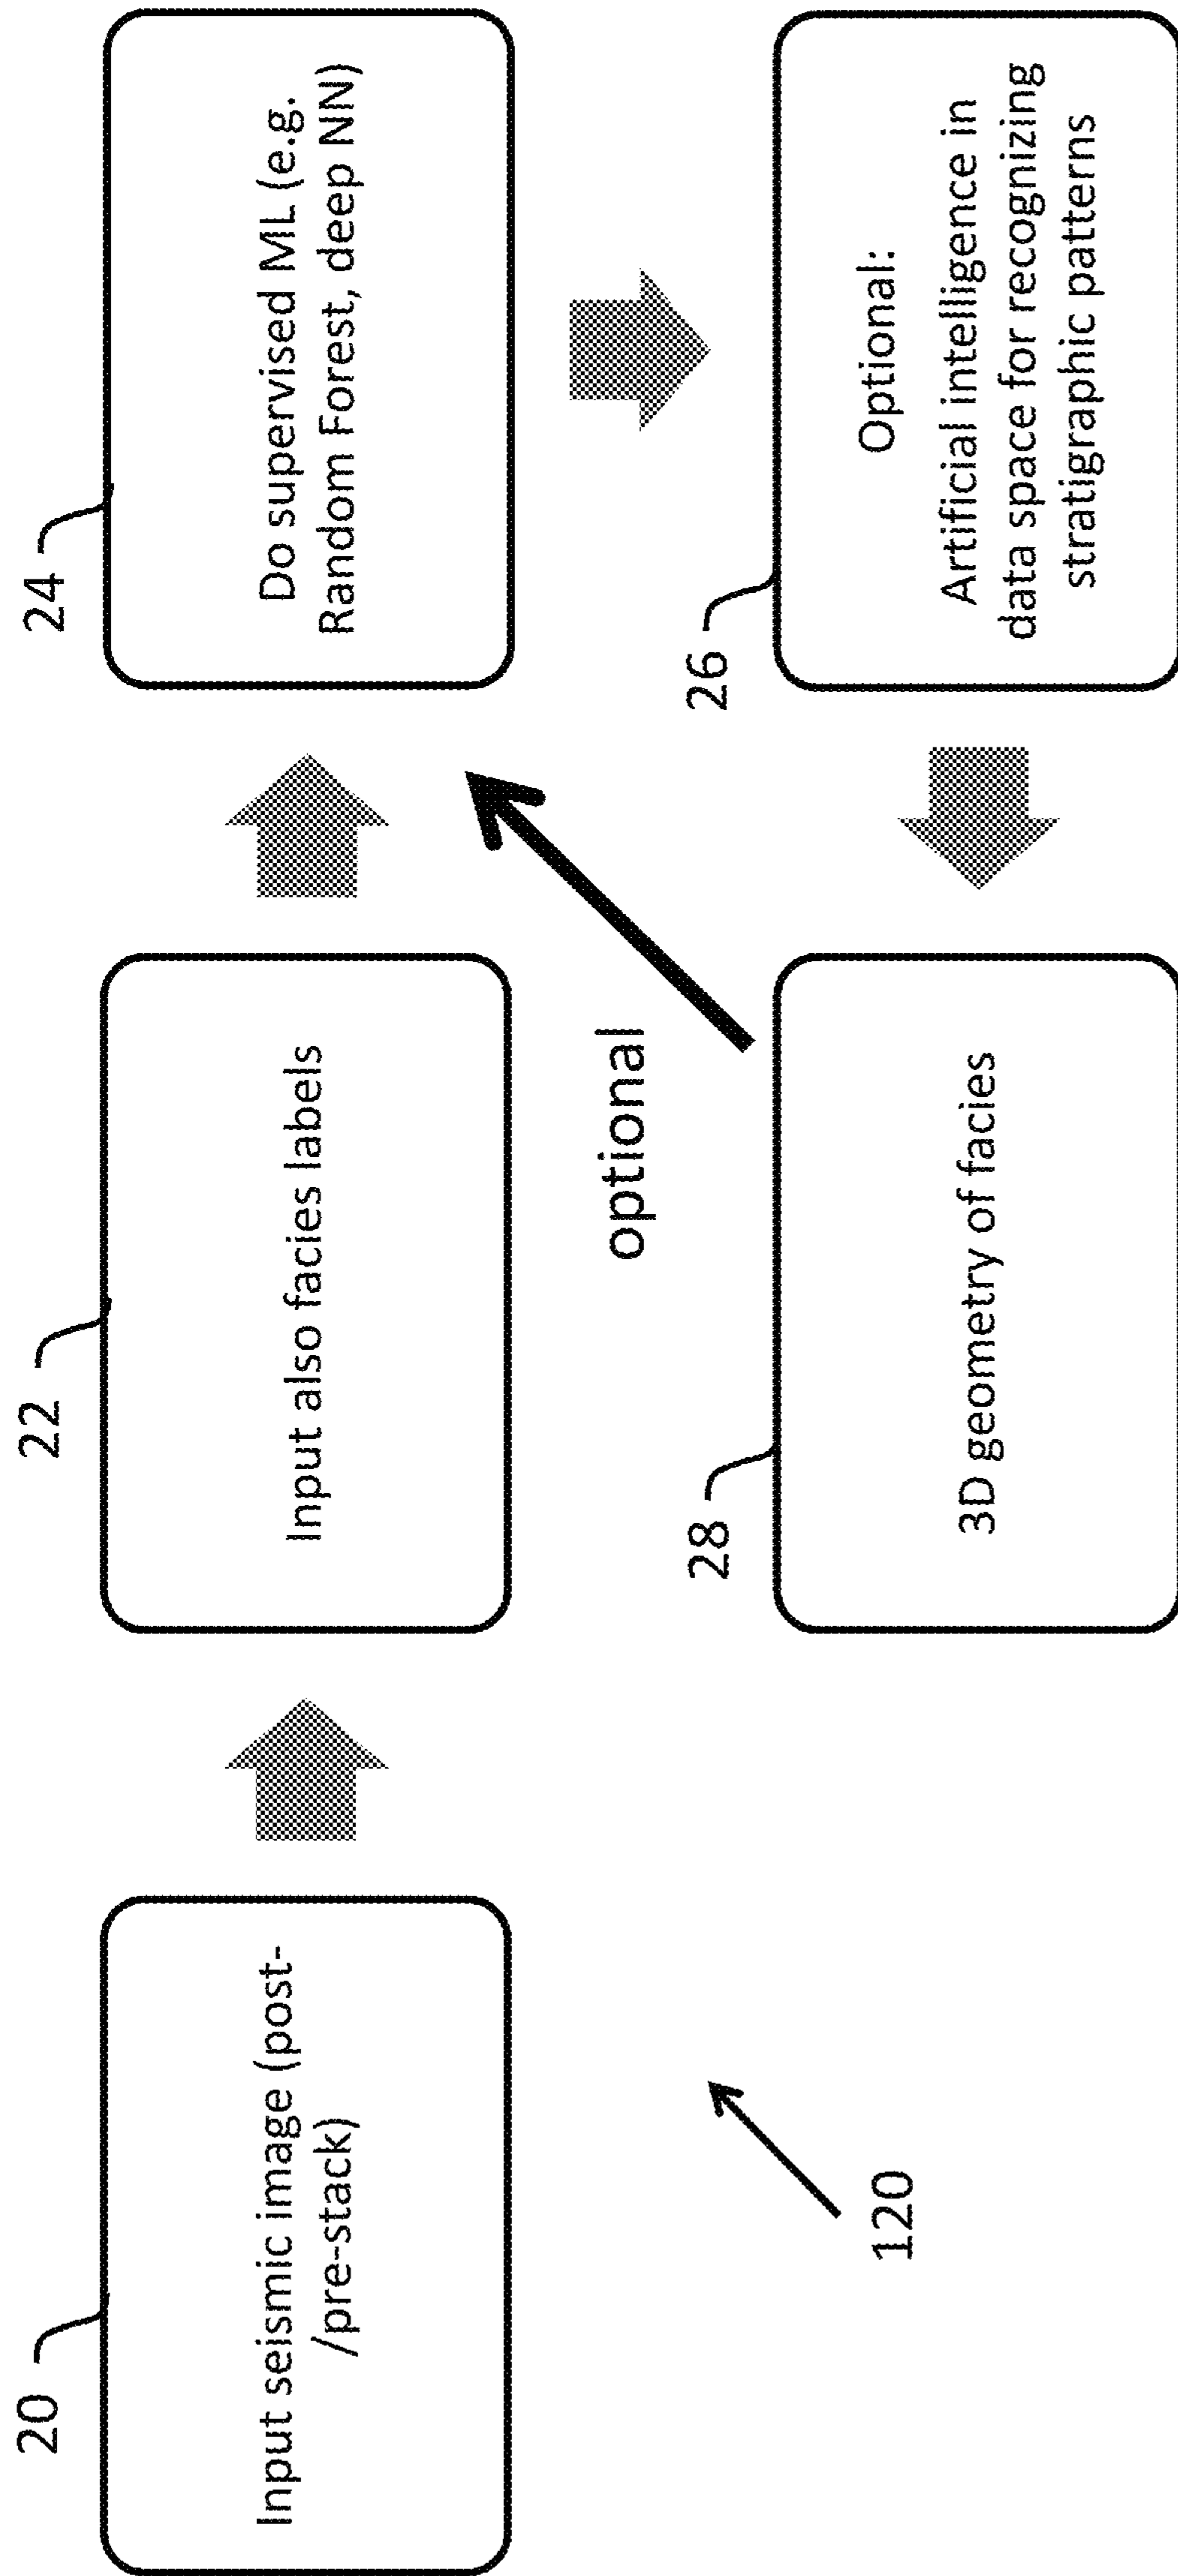 20
Input seismic image (post-
/pre-stack)
22
Input also facies labels
24
Do supervised ML (e.g.
Random Forest, deep NN)
optional
26
Optional:
Artificial intelligence in
data space for recognizing
stratigraphic patterns
28
3D geometry of facies
120